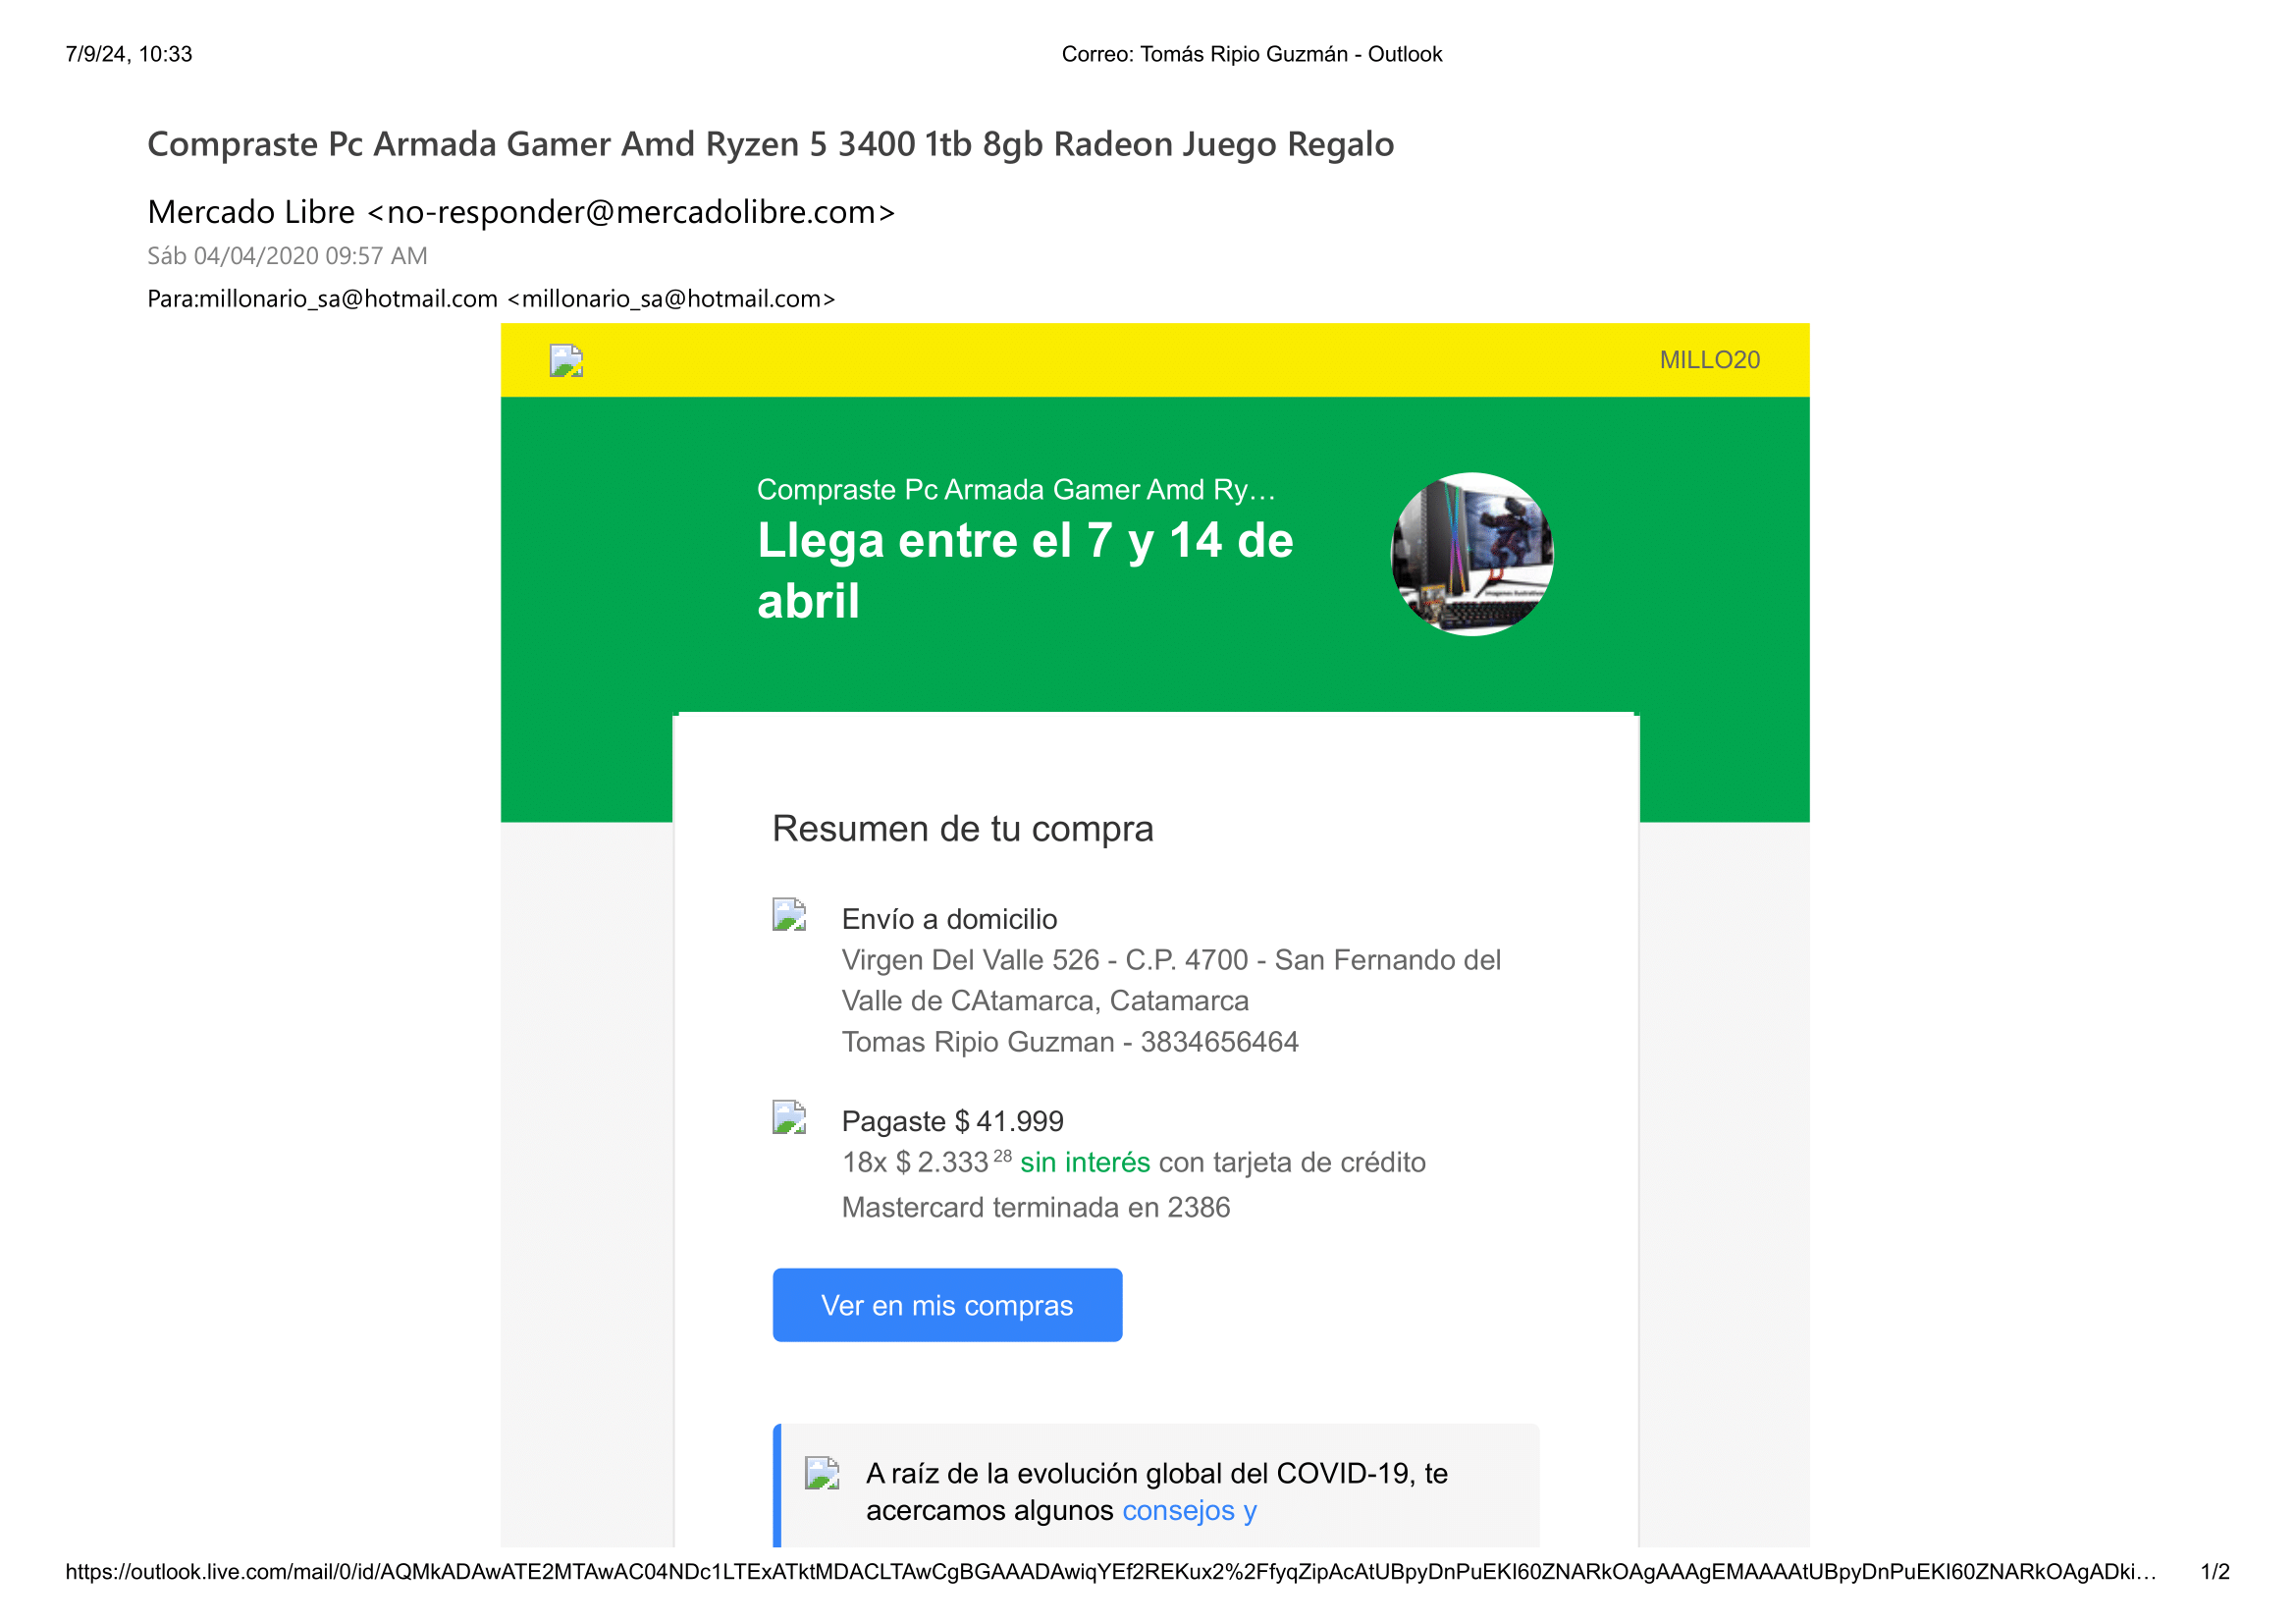 7/9/24, 10:33
Correo: Tomás Ripio Guzmán - Outlook
Compraste Pc Armada Gamer Amd Ryzen 5 3400 1tb 8gb Radeon Juego Regalo
Mercado Libre <no-responder@mercadolibre.com>
Sáb 04/04/2020 09:57 AM
Para:millonario_sa@hotmail.com <millonario_sa@hotmail.com>
MILLO20
Compraste Pc Armada Gamer Amd Ry…
Llega entre el 7 y 14 de
abril
Resumen de tu compra
Envío a domicilio
Virgen Del Valle 526 - C.P. 4700 - San Fernando del
Valle de CAtamarca, Catamarca
Tomas Ripio Guzman - 3834656464
Pagaste $ 41.999
18x $ 2.333 28 sin interés con tarjeta de crédito
Mastercard terminada en 2386
Ver en mis compras
A raíz de la evolución global del COVID-19, te
acercamos algunos consejos y
https://outlook.live.com/mail/0/id/AQMkADAwATE2MTAwAC04NDc1LTExATktMDACLTAwCgBGAAADAwiqYEf2REKux2%2FfyqZipAcAtUBpyDnPuEKI60ZNARkOAgAAAgEMAAAAtUBpyDnPuEKI60ZNARkOAgADki… 1/2